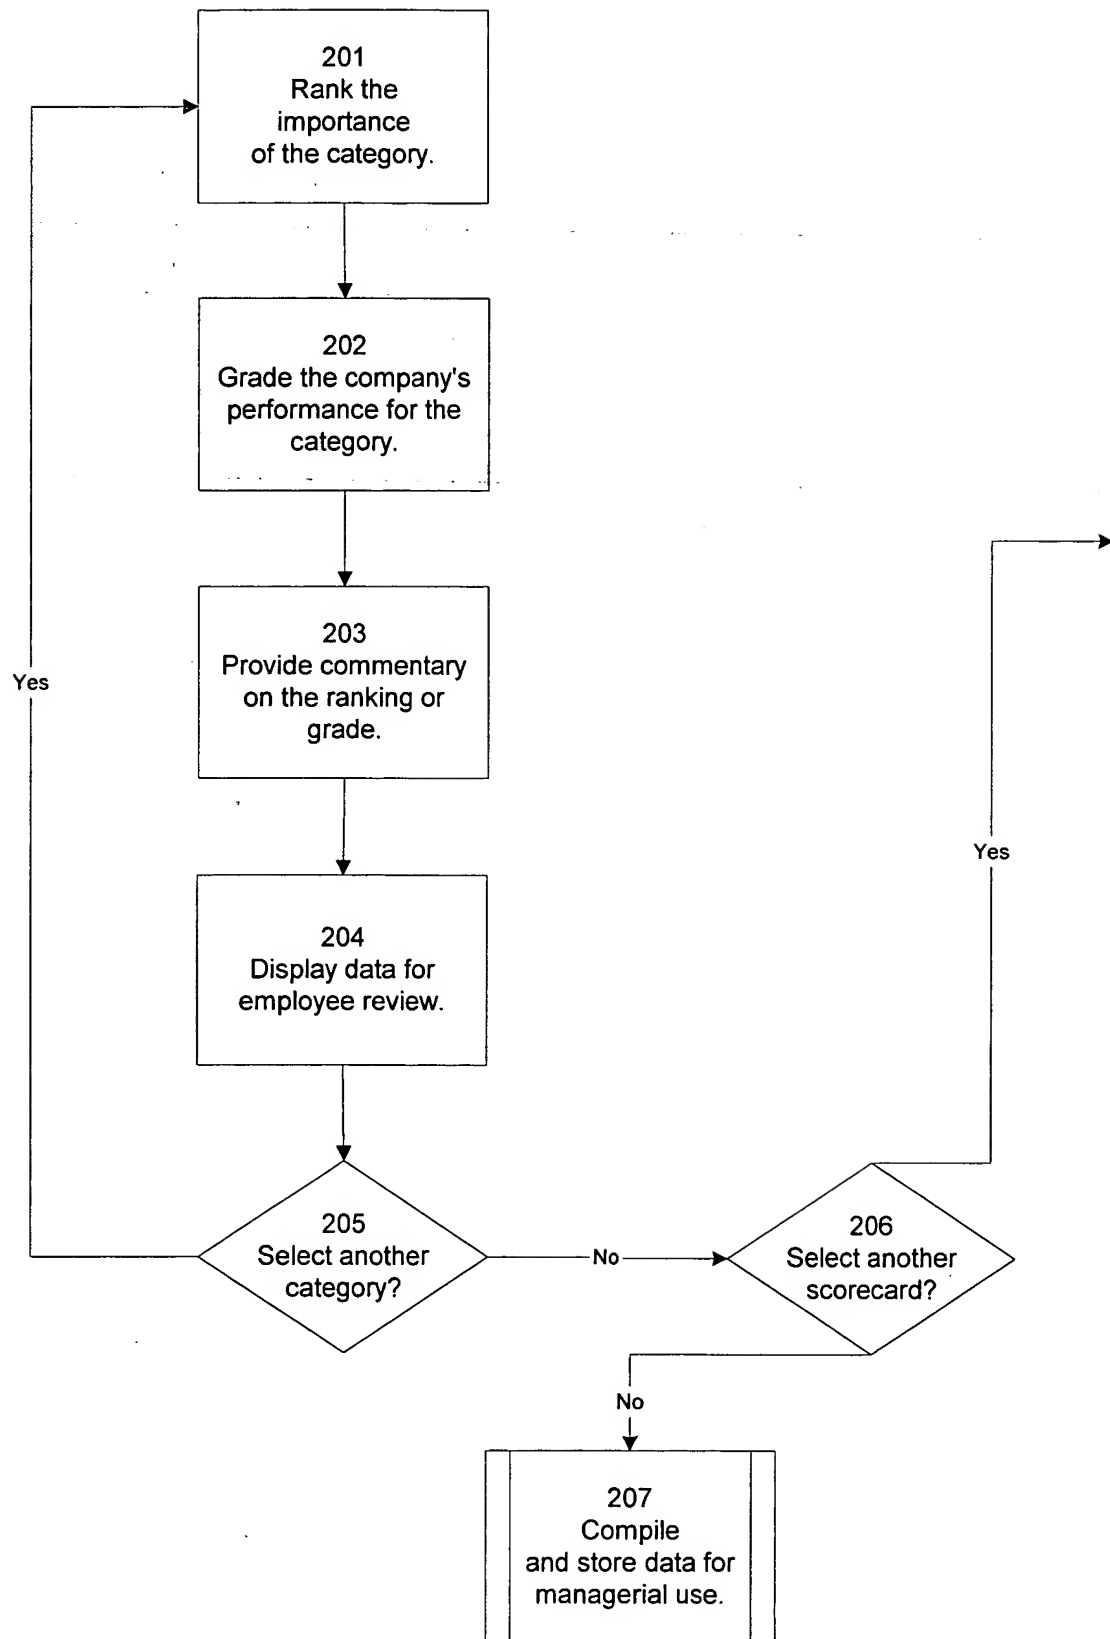 201
Rank the
importance
of the category.
202
Grade the company's
performance for the
category.
203
Provide commentary
on the ranking or
grade.
Yes
Yes
204
Display data for
employee review.
205
Select another
category?
No
206
Select another
scorecard?
No
207
Compile
and store data for
managerial use.